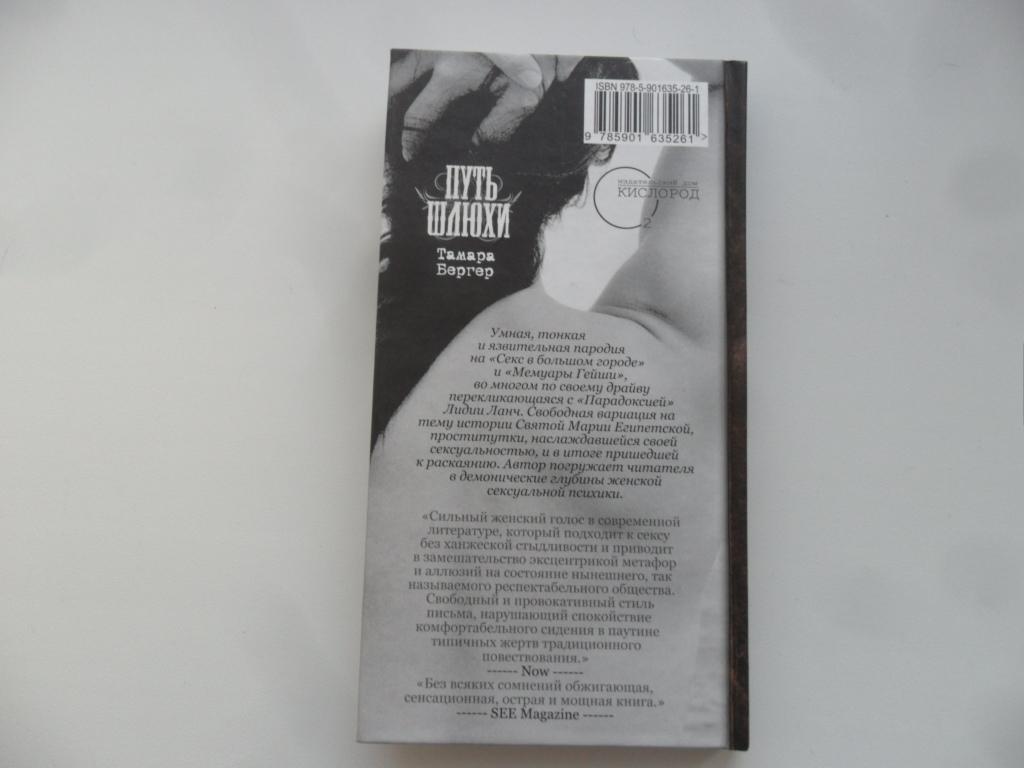 ISBN 978-5-901635-26-1
9 785901 635261 >
издательский дом
КИСЛОРОД
2
ПУТЬ
ШЛЮХИ
Тамара
Бергер
Умная, тонкая
и язвительная пародия
на «Секс в большом городе»
и «Мемуары Гейши»,
во многом по своему драйву
перекликающаяся с «Парадоксией»
Лидии Ланч. Свободная вариация на
тему истории Святой Марии Египетской,
проститутки, наслаждавшейся своей
сексуальностью, и в итоге пришедшей
к раскаянию. Автор погружает читателя
в демонические глубины женской
сексуальной психики.
«Сильный женский голос в современной
литературе, который подходит к сексу
без ханжеской стыдливости и приводит
в замешательство эксцентрикой метафор
и аллюзий на состояние нынешнего, так
называемого респектабельного общества.
Свободный и провокативный стиль
письма, нарушающий спокойствие
комфортабельного сидения в паутине
типичных жертв традиционного
повествования.»
------ Now ------
«Без всяких сомнений обжигающая,
сенсационная, острая и мощная книга.»
------ SEE Magazine ------